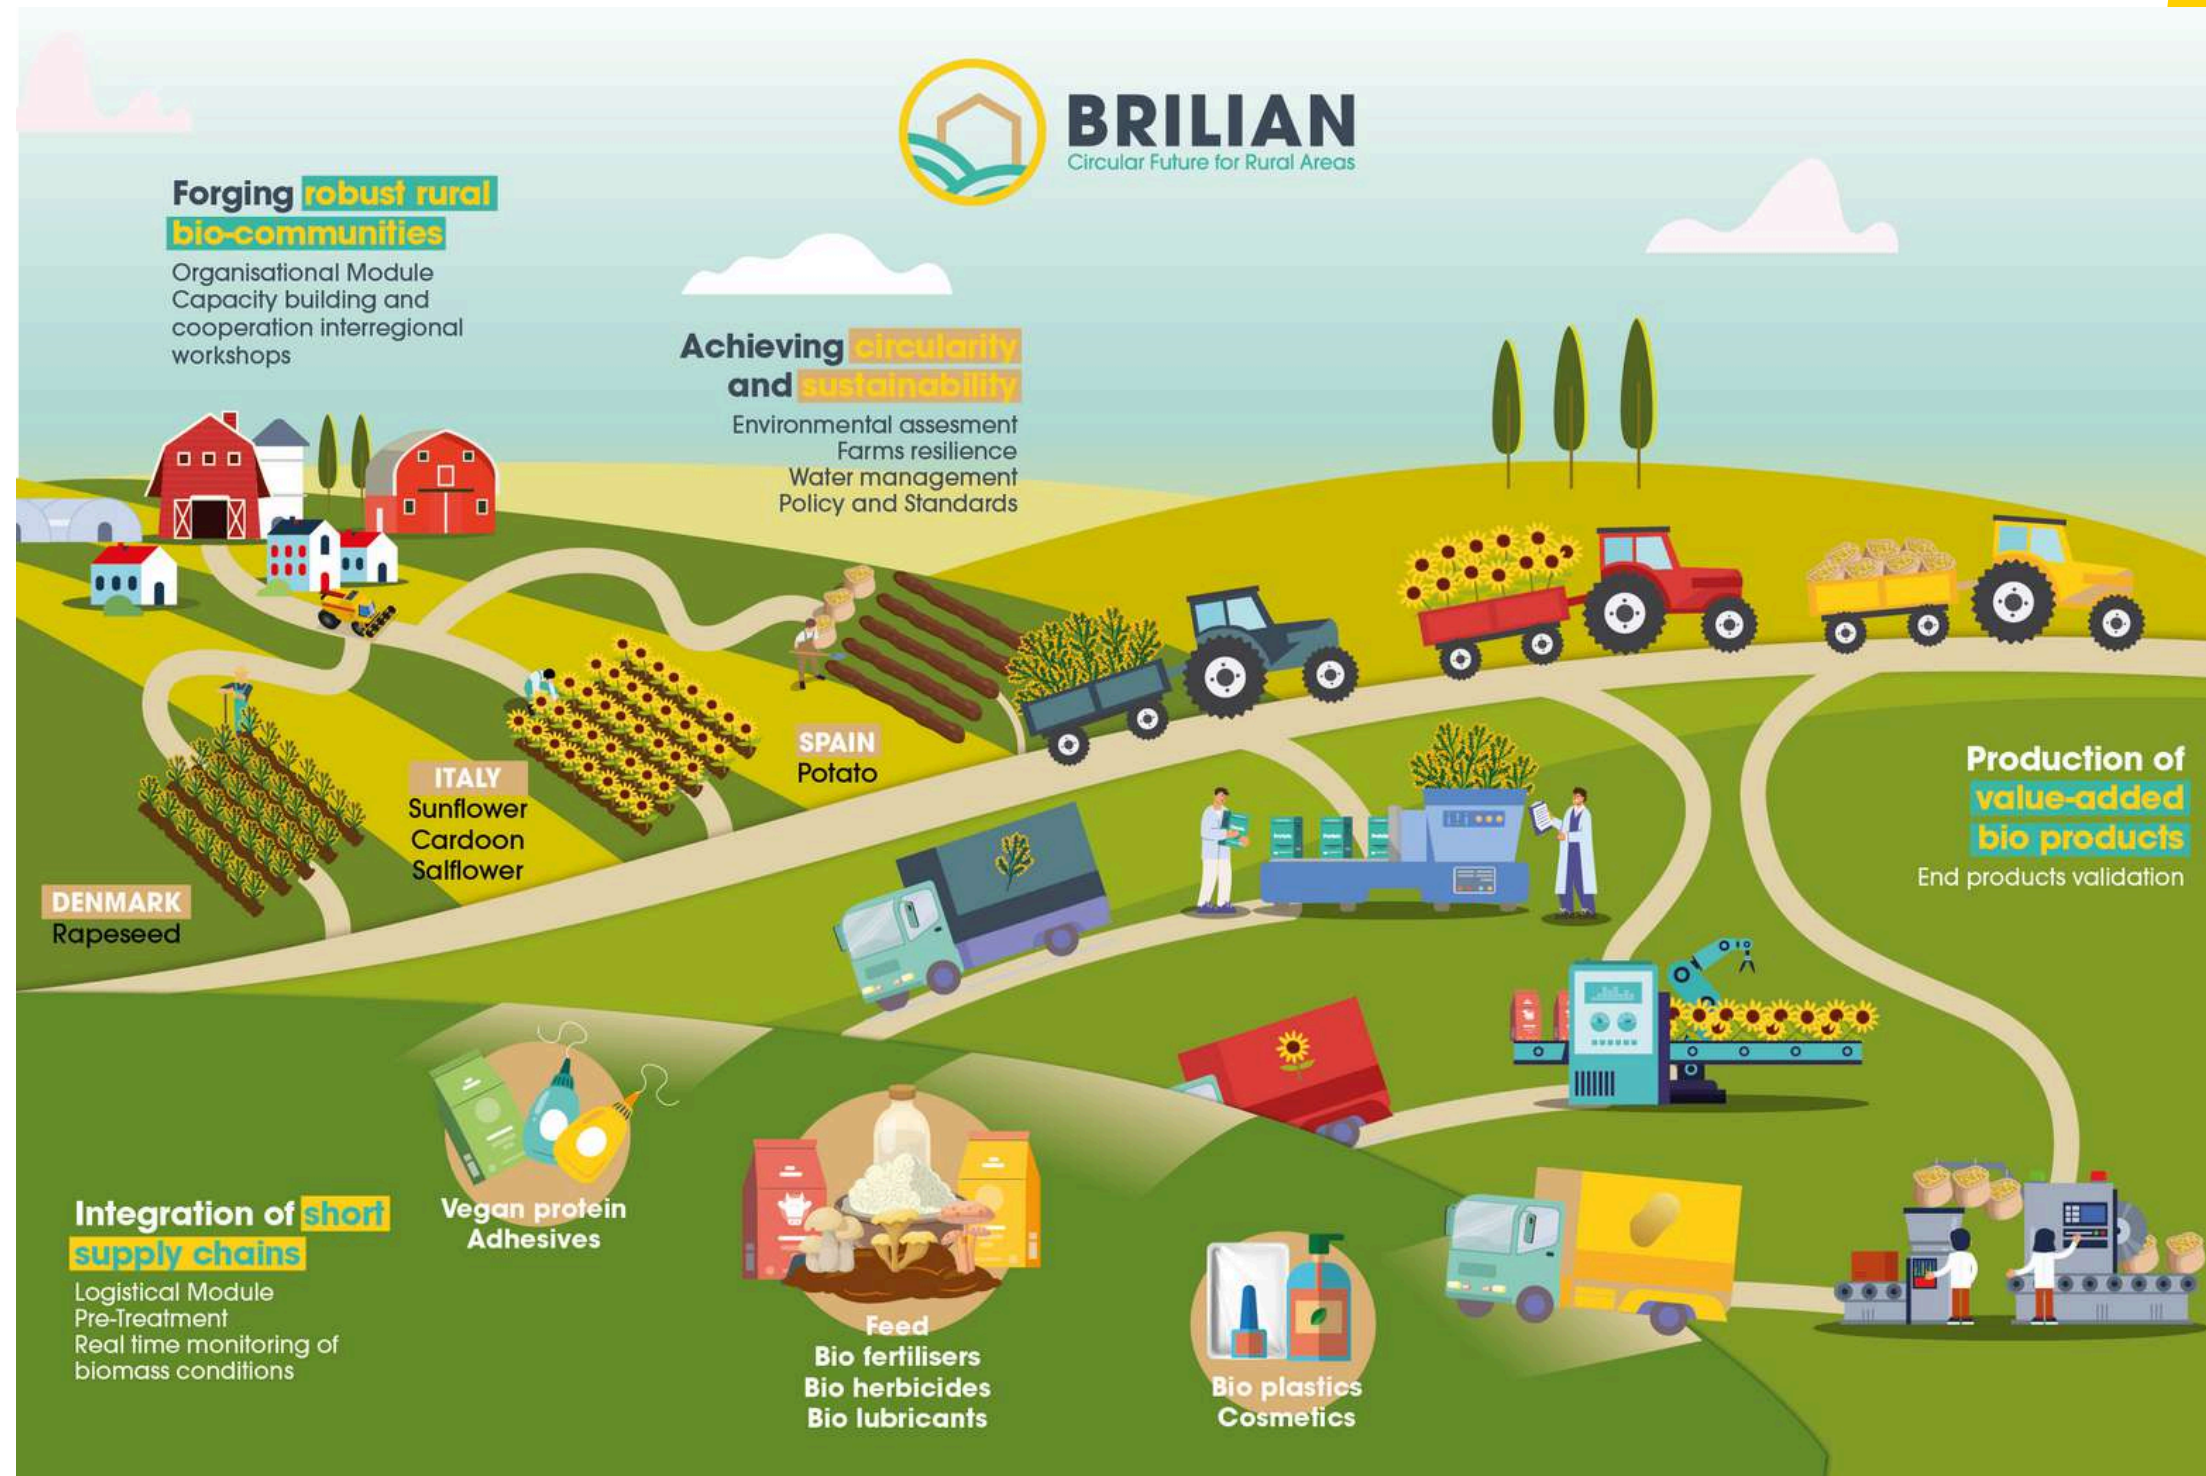 BRILIAN
Circular Future for Rural Areas
Forging robust rural
bio-communities
Organisational Module
Capacity building and
cooperation interregional
workshops
Achieving circularity
and sustainability
Environmental assesment
Farms resilience
Water management
Policy and Standards
SPAIN
Potato
ITALY
Sunflower
Cardoon
Salflower
DENMARK
Rapeseed
Production of
value-added
bio products
End products validation
Integration of short
supply chains
Logistical Module
Pre-Treatment
Real time monitoring of
biomass conditions
Vegan protein
Adhesives
Feed
Bio fertilisers
Bio herbicides
Bio lubricants
Bio plastics
Cosmetics